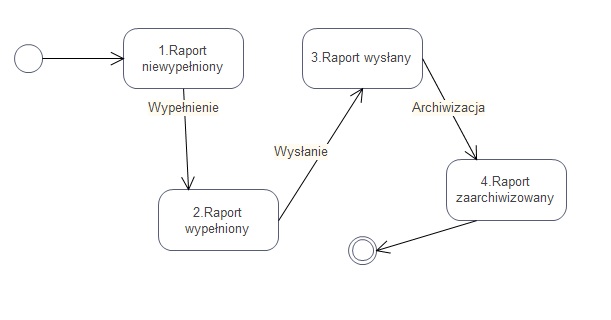 1.Raport
niewypełniony
Wypełnienie
2.Raport
wypełniony
Wysłanie
3.Raport wysłany
Archiwizacja
4.Raport
zaarchiwizowany